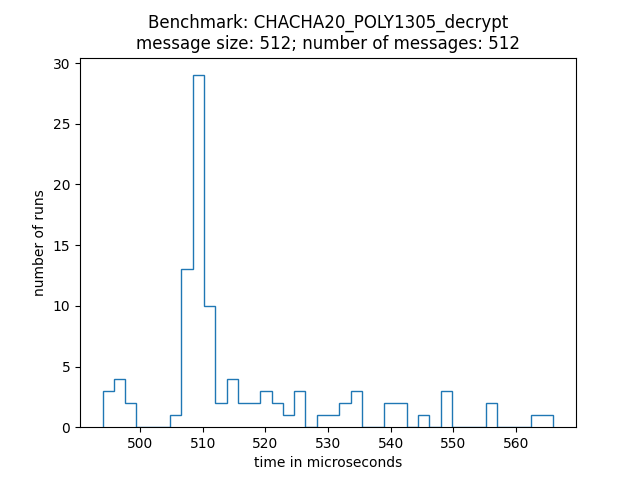 Benchmark: CHACHA20_POLY1305_decrypt
message size: 512; number of messages: 512
30
25
20
15
10
5
0
number of runs
500 510 520 530 540 550 560
time in microseconds